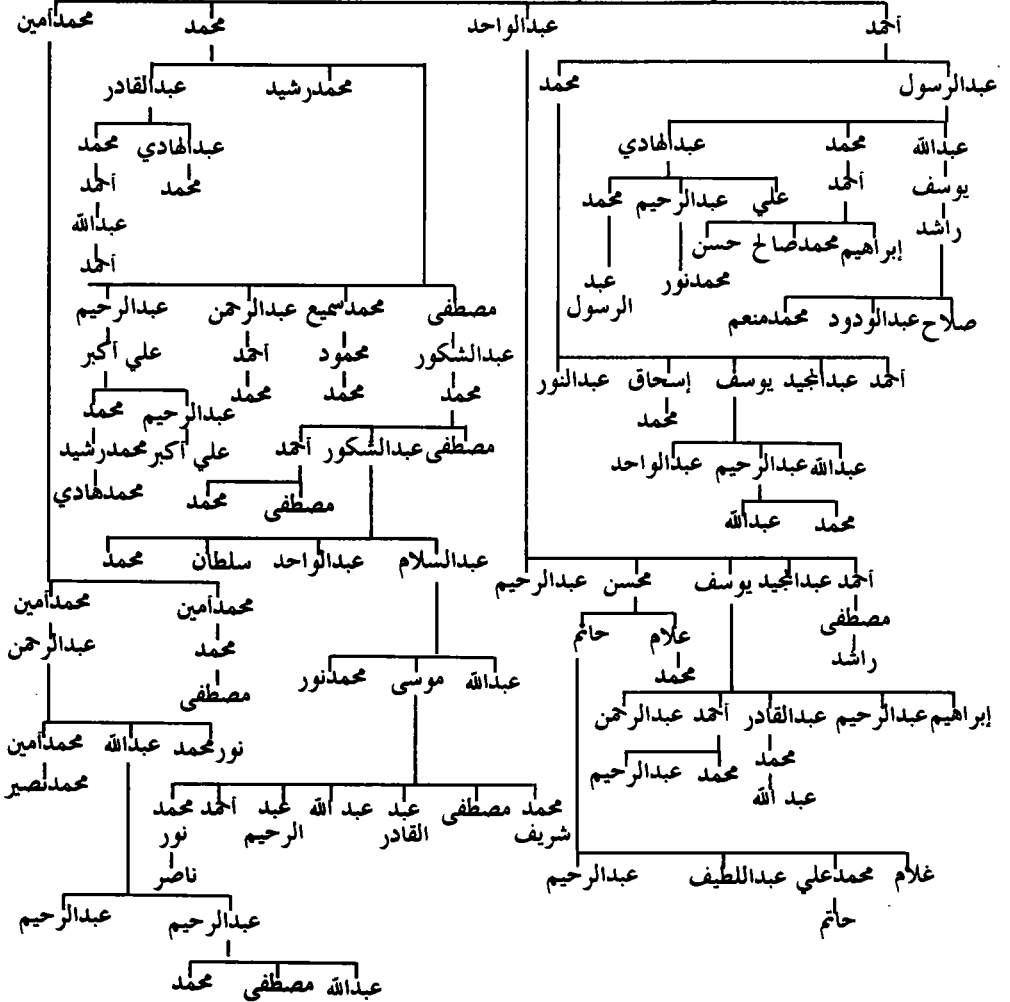 أحمد عبدالواحد محمد محمدأمين
عبدالرسول محمد محمدرشيد عبدالقادر
عبدالله محمد عبدالهادي عبدالهادي محمد
يوسف أحمد محمد أحمد
علي عبدالرحيم محمد
راشد عبدالله
إبراهيم محمدصالح حسن
أحمد
محمدنور عبد
الرسول
مصطفى محمدسميع عبدالرحمن عبدالرحيم
صلاح عبدالودود محمدمنعم
عبدالشكور محمود أحمد علي أكبر
أحمد عبدالمجيد يوسف إسحاق عبدالنور
محمد محمد محمد
عبدالرحيم محمد
محمد
مصطفى عبدالشكور أحمد علي أكبر محمدرشيد
عبدالله عبدالرحيم عبدالواحد
مصطفى محمد محمدهادي
محمد عبدالله
عبدالسلام عبدالواحد سلطان محمد
أحمد عبدالمجيد يوسف محسن عبدالرحيم
محمدأمين محمدأمين
مصطفى
علام حاتم
محمد عبدالرحمن
راشد
محمد
عبدالله موسى محمدنور
مصطفى
إبراهيم عبدالرحيم عبدالقادر أحمد عبدالرحمن
نور محمد عبدالله محمدأمين
محمد محمد عبدالرحيم
محمدنصير
عبد الله
محمد مصطفى عبد عبد الله عبد أحمد محمد
شريف القادر الرحيم نور
ناصر
غلام محمدعلي عبداللطيف عبدالرحيم
عبدالرحيم عبدالرحيم
حاتم
عبدالله مصطفى محمد